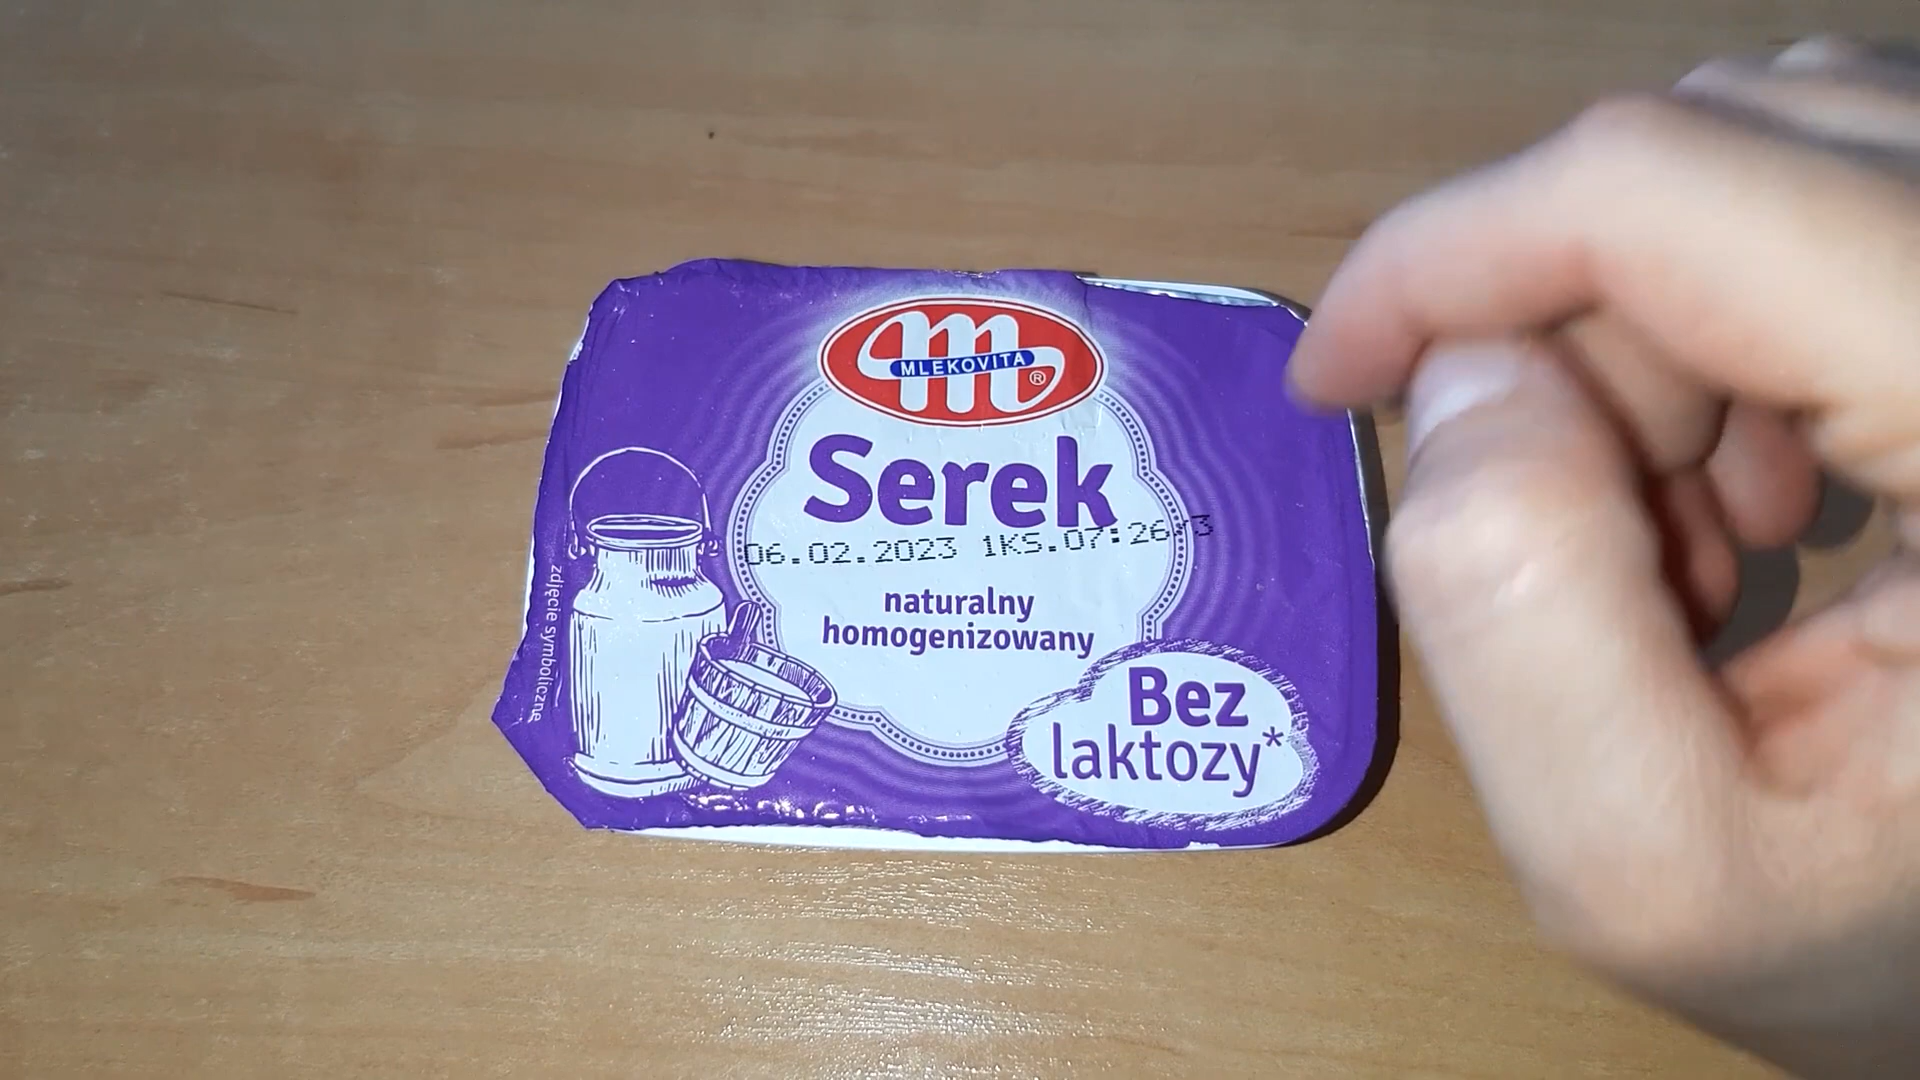 MLEKOVITA
®
Serek
06.02.2023 1KS.07:26
naturalny
homogenizowany
Bez
laktozy*
zdjęcie symboliczne